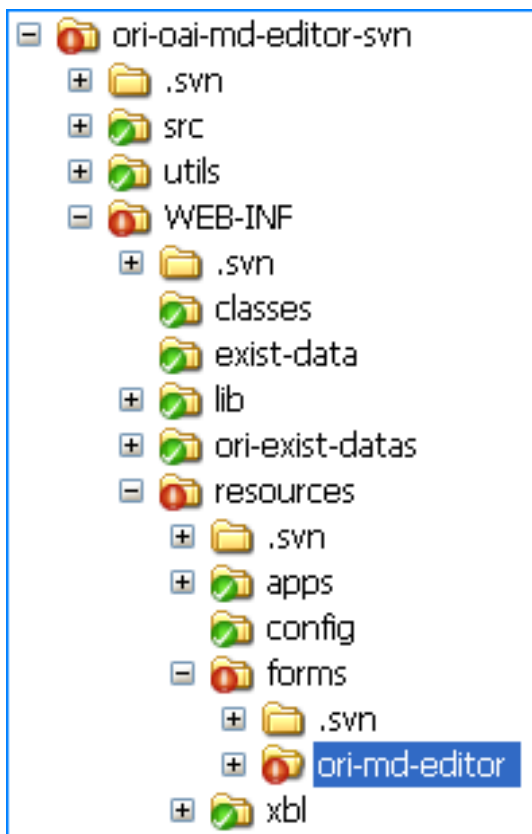 ori-oai-md-editor-svn
.svn
src
utils
WEB-INF
.svn
classes
exist-data
lib
ori-exist-datas
resources
.svn
apps
config
forms
.svn
ori-md-editor
xbl